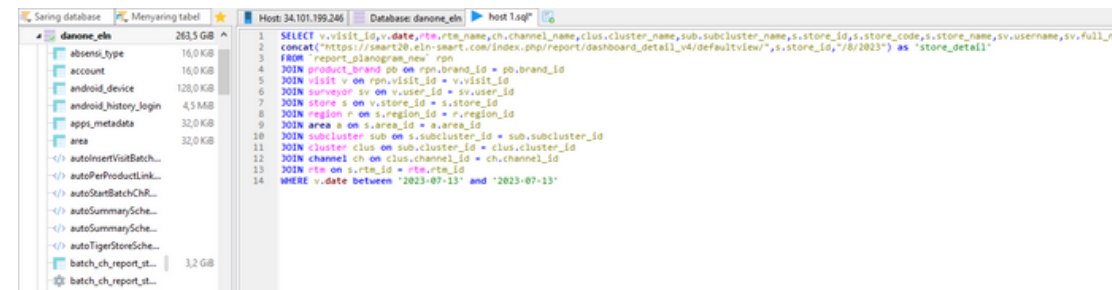 Saring database Menyaring tabel
Host: 34.101.199.246 Database: danone_eln host 1.sql*
danone_eln 263,5 GiB
absensi_type 16,0 KiB
account 16,0 KiB
android_device 128,0 KiB
android_history_login 4,5 MiB
apps_metadata 32,0 KiB
area 32,0 KiB
autoInsertVisitBatch...
autoPerProductLink...
autoStartBatchChR...
autoSummarySche...
autoSummarySche...
autoTigerStoreSche...
batch_ch_report_st... 3,2 GiB
batch_ch_report_st...
1 SELECT v.visit_id,v.date,rtm.rtm_name,ch.channel_name,clus.cluster_name,sub.subcluster_name,s.store_id,s.store_code,s.store_name,sv.username,sv.full_n
2 concat("https://smart20.eln-smart.com/index.php/report/dashboard_detail_v4/defaultview/",s.store_id,"/8/2023") as 'store_detail'
3 FROM `report_planogram_new` rpn
4 JOIN product_brand pb on rpn.brand_id = pb.brand_id
5 JOIN visit v on rpn.visit_id = v.visit_id
6 JOIN surveyor sv on v.user_id = sv.user_id
7 JOIN store s on v.store_id = s.store_id
8 JOIN region r on s.region_id = r.region_id
9 JOIN area a on s.area_id = a.area_id
10 JOIN subcluster sub on s.subcluster_id = sub.subcluster_id
11 JOIN cluster clus on sub.cluster_id = clus.cluster_id
12 JOIN channel ch on clus.channel_id = ch.channel_id
13 JOIN rtm on s.rtm_id = rtm.rtm_id
14 WHERE v.date between '2023-07-13' and '2023-07-13'